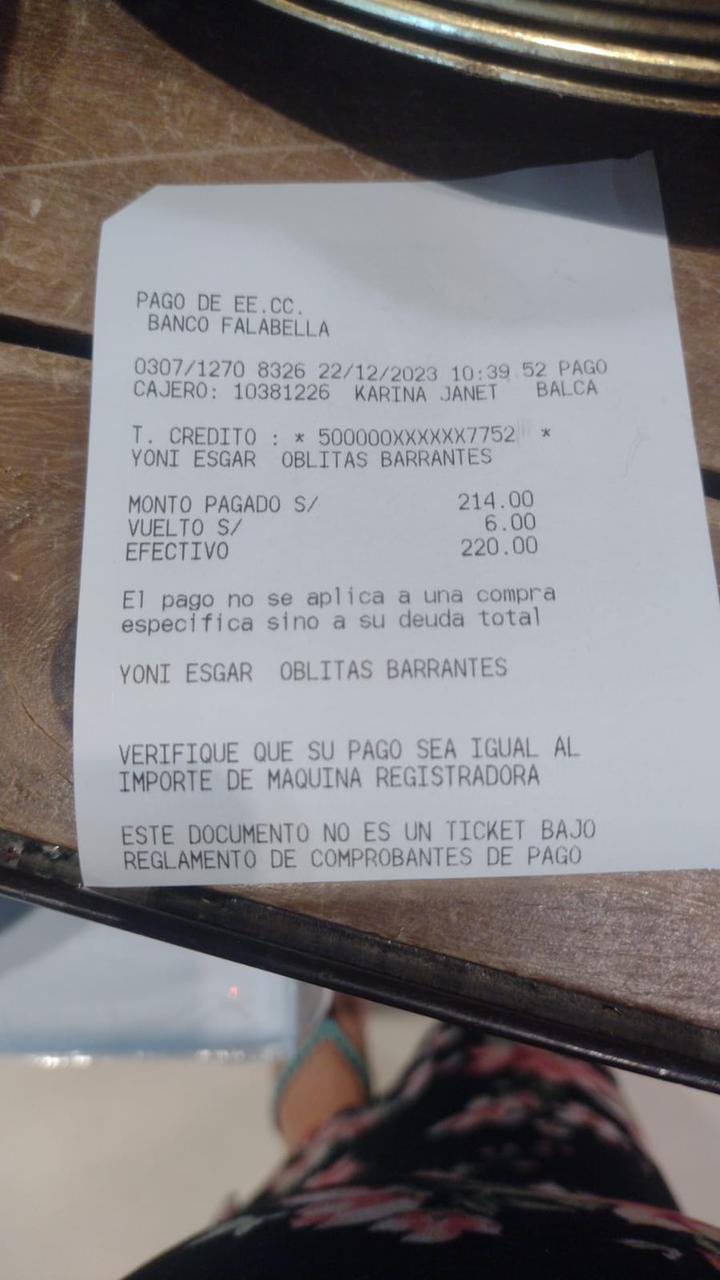 PAGO DE EE.CC.
BANCO FALABELLA
0307/1270 8326 22/12/2023 10:39 52 PAGO
CAJERO: 10381226 KARINA JANET BALCA
T. CREDITO : * 500000XXXXXX7752 *
YONI ESGAR OBLITAS BARRANTES
MONTO PAGADO S/ 214.00
VUELTO S/ 6.00
EFECTIVO 220.00
El pago no se aplica a una compra
especifica sino a su deuda total
YONI ESGAR OBLITAS BARRANTES
VERIFIQUE QUE SU PAGO SEA IGUAL AL
IMPORTE DE MAQUINA REGISTRADORA
ESTE DOCUMENTO NO ES UN TICKET BAJO
REGLAMENTO DE COMPROBANTES DE PAGO